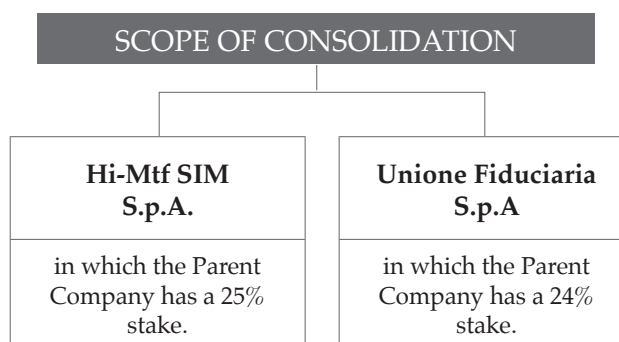 SCOPE OF CONSOLIDATION
Hi-Mtf SIM
S.p.A.
in which the Parent
Company has a 25%
stake.
Unione Fiduciaria
S.p.A
in which the Parent
Company has a 24%
stake.